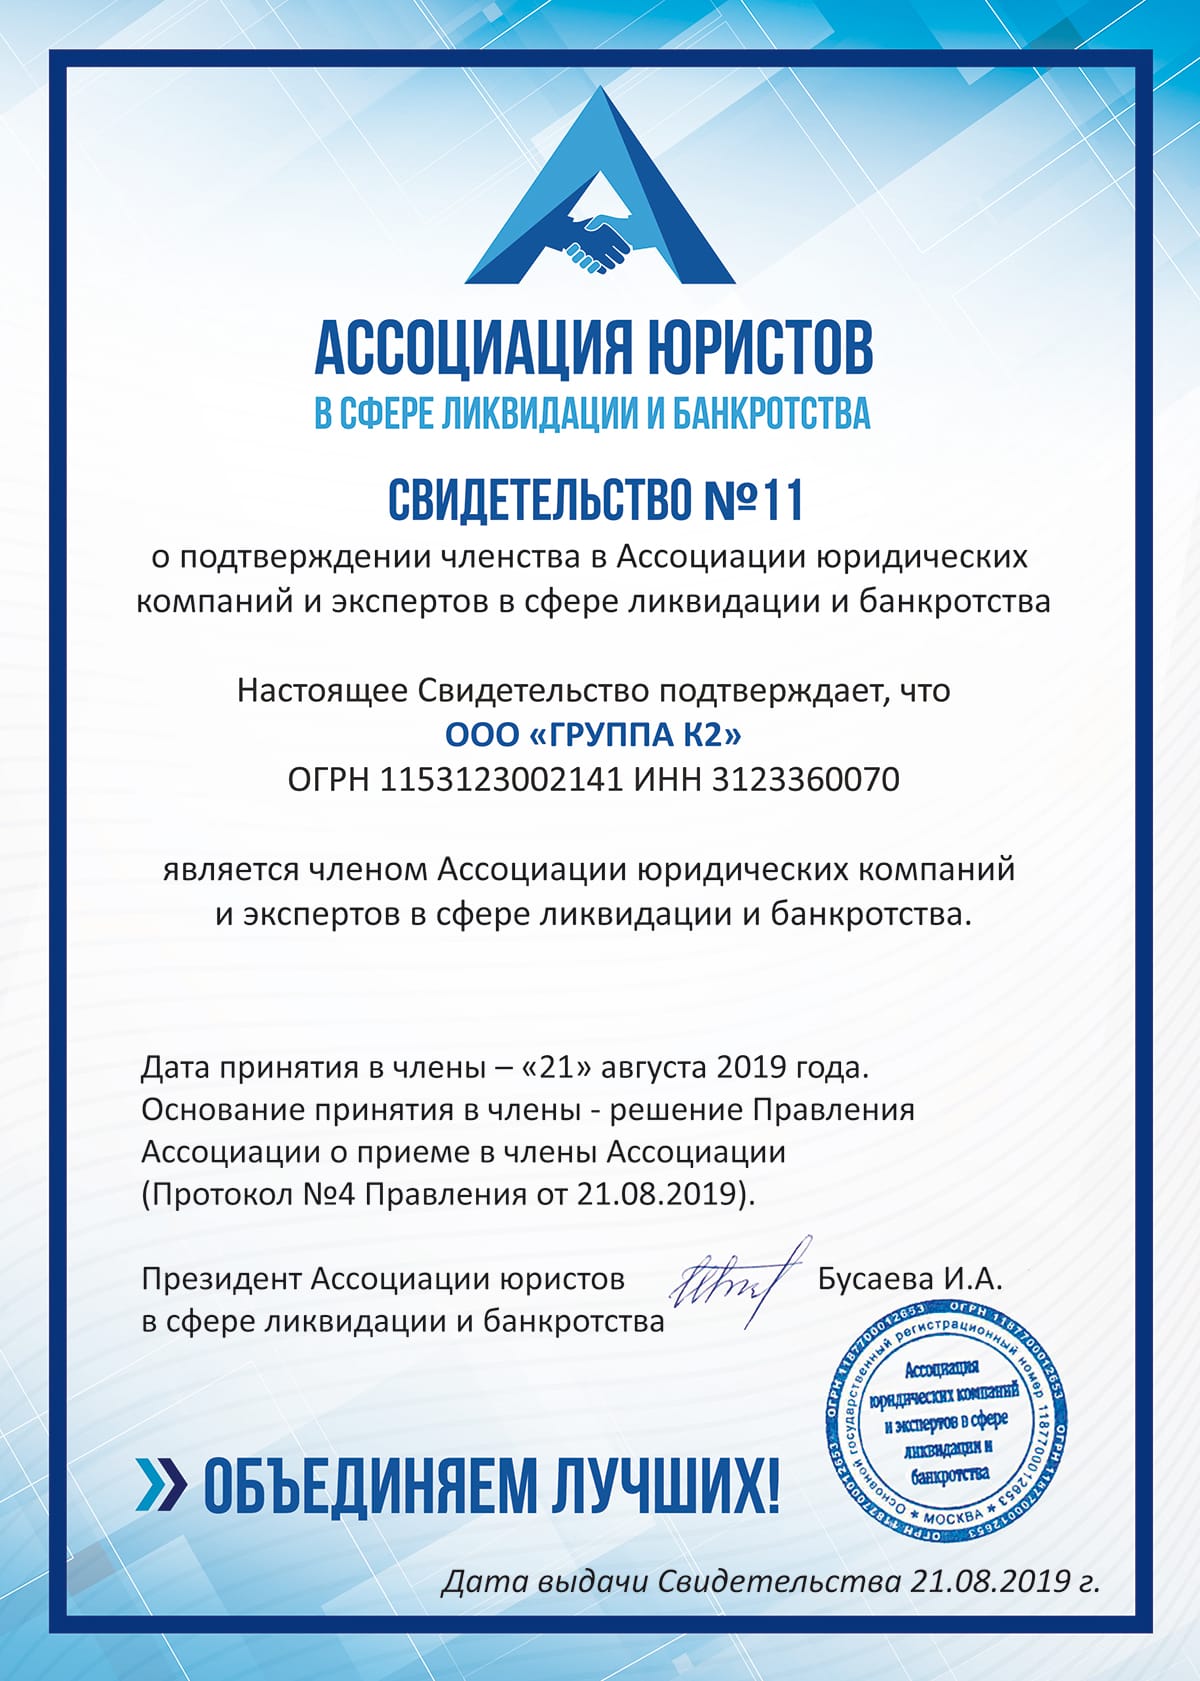 АССОЦИАЦИЯ ЮРИСТОВ
В СФЕРЕ ЛИКВИДАЦИИ И БАНКРОТСТВА
СВИДЕТЕЛЬСТВО №11
о подтверждении членства в Ассоциации юридических
компаний и экспертов в сфере ликвидации и банкротства
Настоящее Свидетельство подтверждает, что
ООО «ГРУППА К2»
ОГРН 1153123002141 ИНН 3123360070
является членом Ассоциации юридических компаний
и экспертов в сфере ликвидации и банкротства.
Дата принятия в члены – «21» августа 2019 года.
Основание принятия в члены - решение Правления
Ассоциации о приеме в члены Ассоциации
(Протокол №4 Правления от 21.08.2019).
Президент Ассоциации юристов
в сфере ликвидации и банкротства
Бусаева И.А.
ОГРН 1187700012653 ОГРН 1187700012653 ОГРН 1187700012653 ОГРН 1187700012653
Основной государственный регистрационный номер 1187700012653
* МОСКВА *
Ассоциация
юридических компаний
и экспертов в сфере
ликвидации и
банкротства
ОБЪЕДИНЯЕМ ЛУЧШИХ!
Дата выдачи Свидетельства 21.08.2019 г.